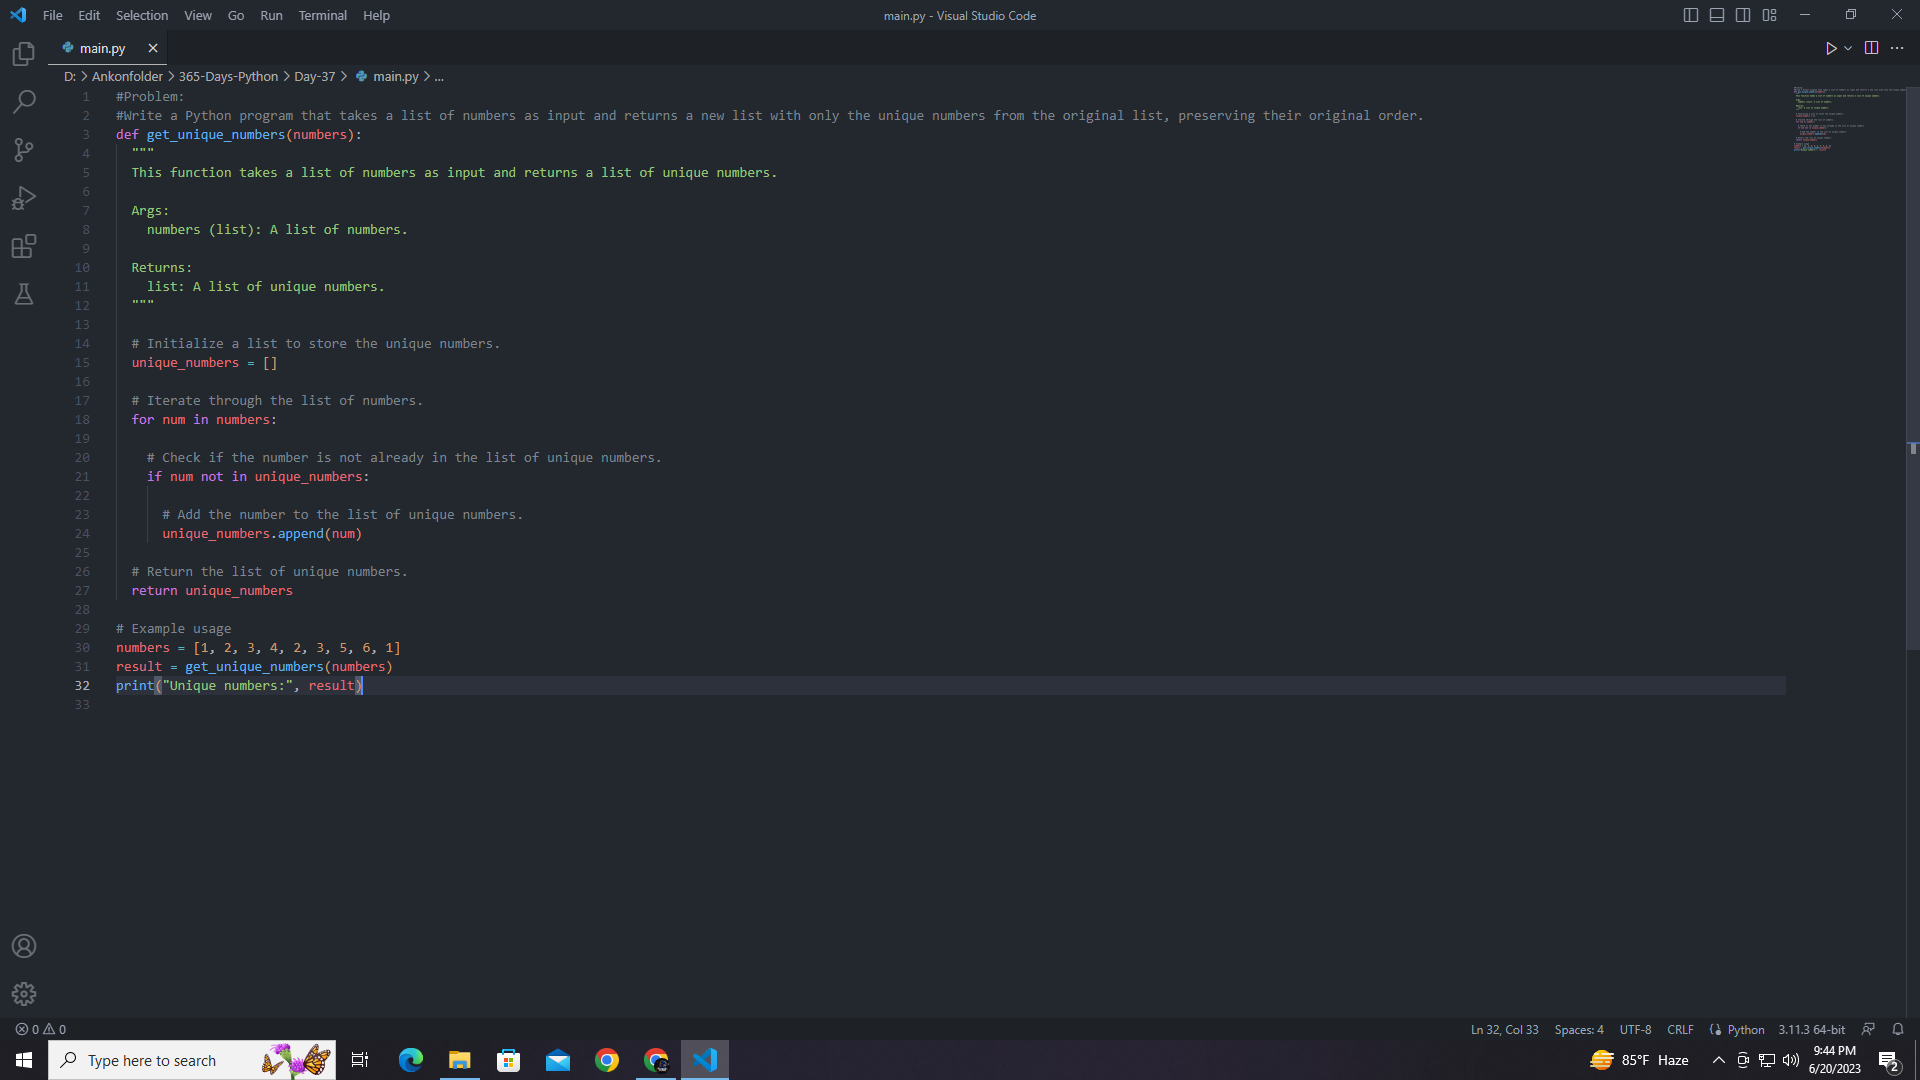 File Edit Selection View Go Run Terminal Help
main.py - Visual Studio Code
main.py
D: > Ankonfolder > 365-Days-Python > Day-37 > main.py > ...
1 #Problem:
2 #Write a Python program that takes a list of numbers as input and returns a new list with only the unique numbers from the original list, preserving their original order.
3 def get_unique_numbers(numbers):
4   """
5   This function takes a list of numbers as input and returns a list of unique numbers.
6
7   Args:
8     numbers (list): A list of numbers.
9
10   Returns:
11     list: A list of unique numbers.
12   """
13
14   # Initialize a list to store the unique numbers.
15   unique_numbers = []
16
17   # Iterate through the list of numbers.
18   for num in numbers:
19
20     # Check if the number is not already in the list of unique numbers.
21     if num not in unique_numbers:
22
23       # Add the number to the list of unique numbers.
24       unique_numbers.append(num)
25
26   # Return the list of unique numbers.
27   return unique_numbers
28
29 # Example usage
30 numbers = [1, 2, 3, 4, 2, 3, 5, 6, 1]
31 result = get_unique_numbers(numbers)
32 print("Unique numbers:", result)
33
0 0
Ln 32, Col 33 Spaces: 4 UTF-8 CRLF Python 3.11.3 64-bit
Type here to search
85°F Haze
9:44 PM
6/20/2023
2